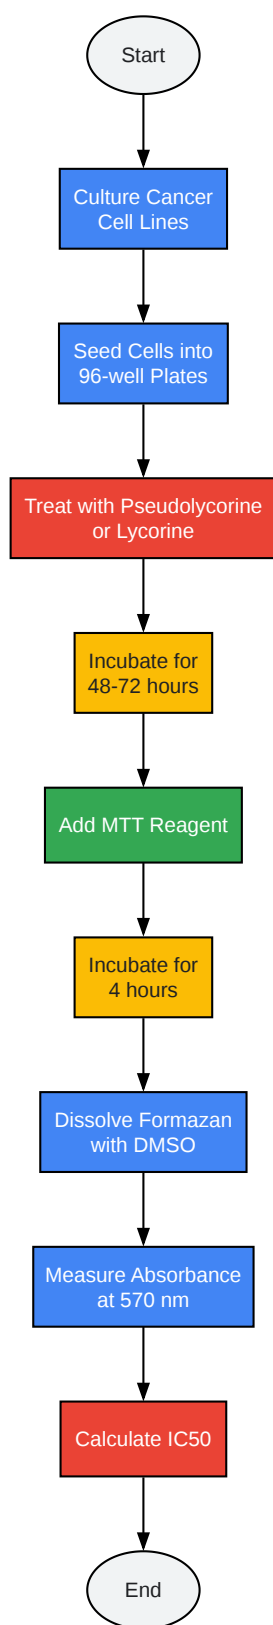 Start
Culture Cancer
Cell Lines
Seed Cells into
96-well Plates
Treat with Pseudolycorine
or Lycorine
Incubate for
48-72 hours
Add MTT Reagent
Incubate for
4 hours
Dissolve Formazan
with DMSO
Measure Absorbance
at 570 nm
Calculate IC50
End